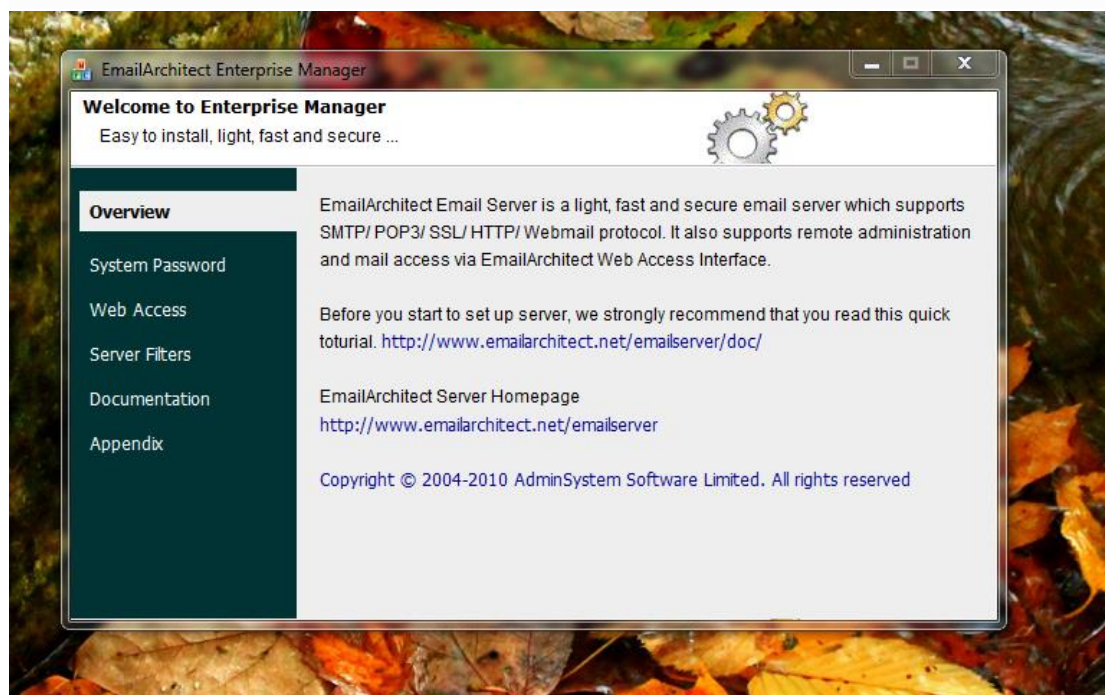 EmailArchitect Enterprise Manager
Welcome to Enterprise Manager
Easy to install, light, fast and secure ...
Overview
System Password
Web Access
Server Filters
Documentation
Appendix
EmailArchitect Email Server is a light, fast and secure email server which supports
SMTP/ POP3/ SSL/ HTTP/ Webmail protocol. It also supports remote administration
and mail access via EmailArchitect Web Access Interface.
Before you start to set up server, we strongly recommend that you read this quick
toturial. http://www.emailarchitect.net/emailserver/doc/
EmailArchitect Server Homepage
http://www.emailarchitect.net/emailserver
Copyright © 2004-2010 AdminSystem Software Limited. All rights reserved